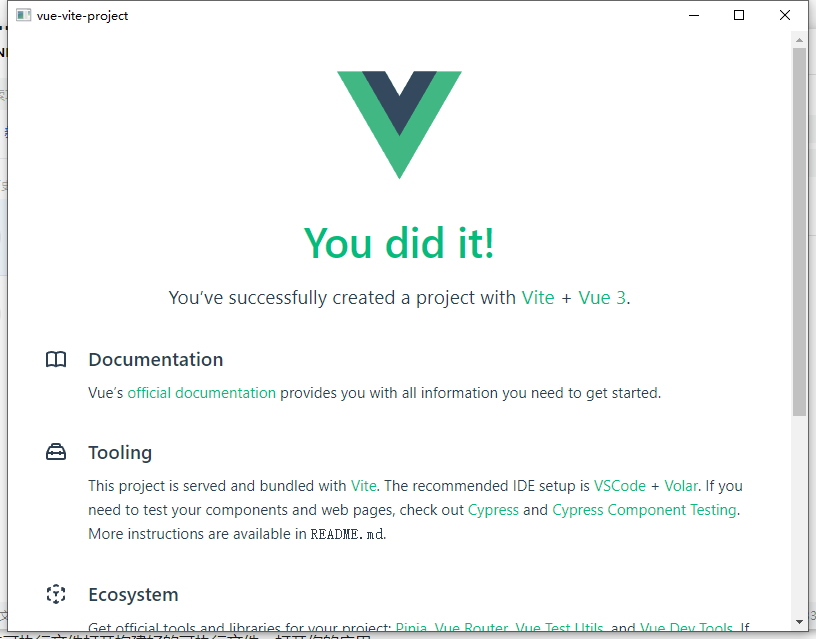 vue-vite-project
You did it!
You’ve successfully created a project with Vite + Vue 3.
Documentation
Vue’s official documentation provides you with all information you need to get started.
Tooling
This project is served and bundled with Vite. The recommended IDE setup is VSCode + Volar. If you
need to test your components and web pages, check out Cypress and Cypress Component Testing.
More instructions are available in README.md.
Ecosystem
Get official tools and libraries for your project: Pinia, Vue Router, Vue Test Utils, and Vue Dev Tools. If